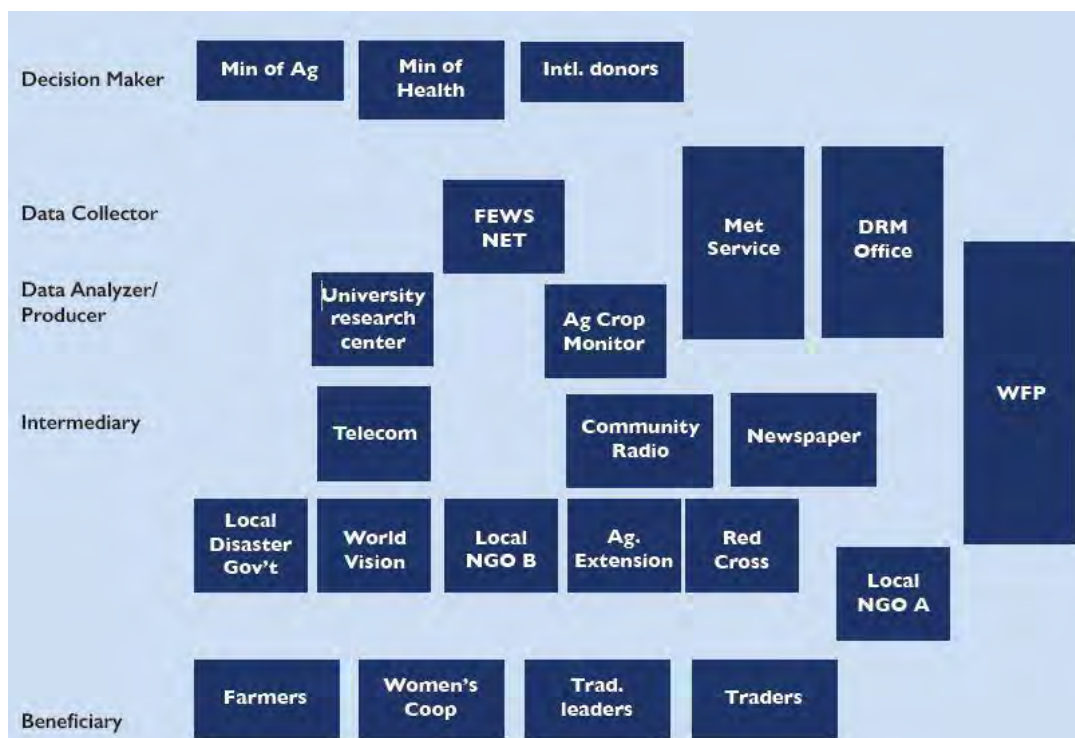 Decision Maker
Min of Ag
Min of
Health
Intl. donors
Data Collector
FEWS
NET
Met
Service
DRM
Office
Data Analyzer/
Producer
University
research
center
Ag Crop
Monitor
WFP
Intermediary
Telecom
Community
Radio
Newspaper
Local
Disaster
Gov't
World
Vision
Local
NGO B
Ag.
Extension
Red
Cross
Local
NGO A
Beneficiary
Farmers
Women's
Coop
Trad.
leaders
Traders